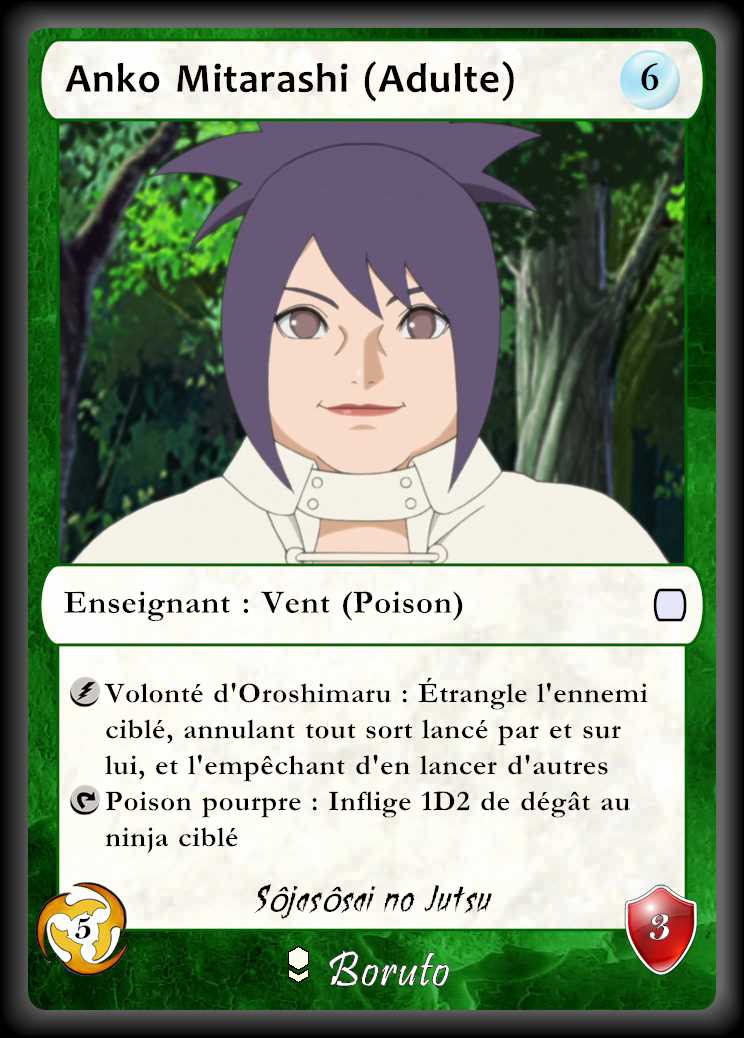 Anko Mitarashi (Adulte)
6
Enseignant : Vent (Poison)
Volonté d'Oroshimaru : Étrangle l'ennemi
ciblé, annulant tout sort lancé par et sur
lui, et l'empêchant d'en lancer d'autres
Poison pourpre : Inflige 1D2 de dégât au
ninja ciblé
Sôjasôsai no Jutsu
5
3
Boruto